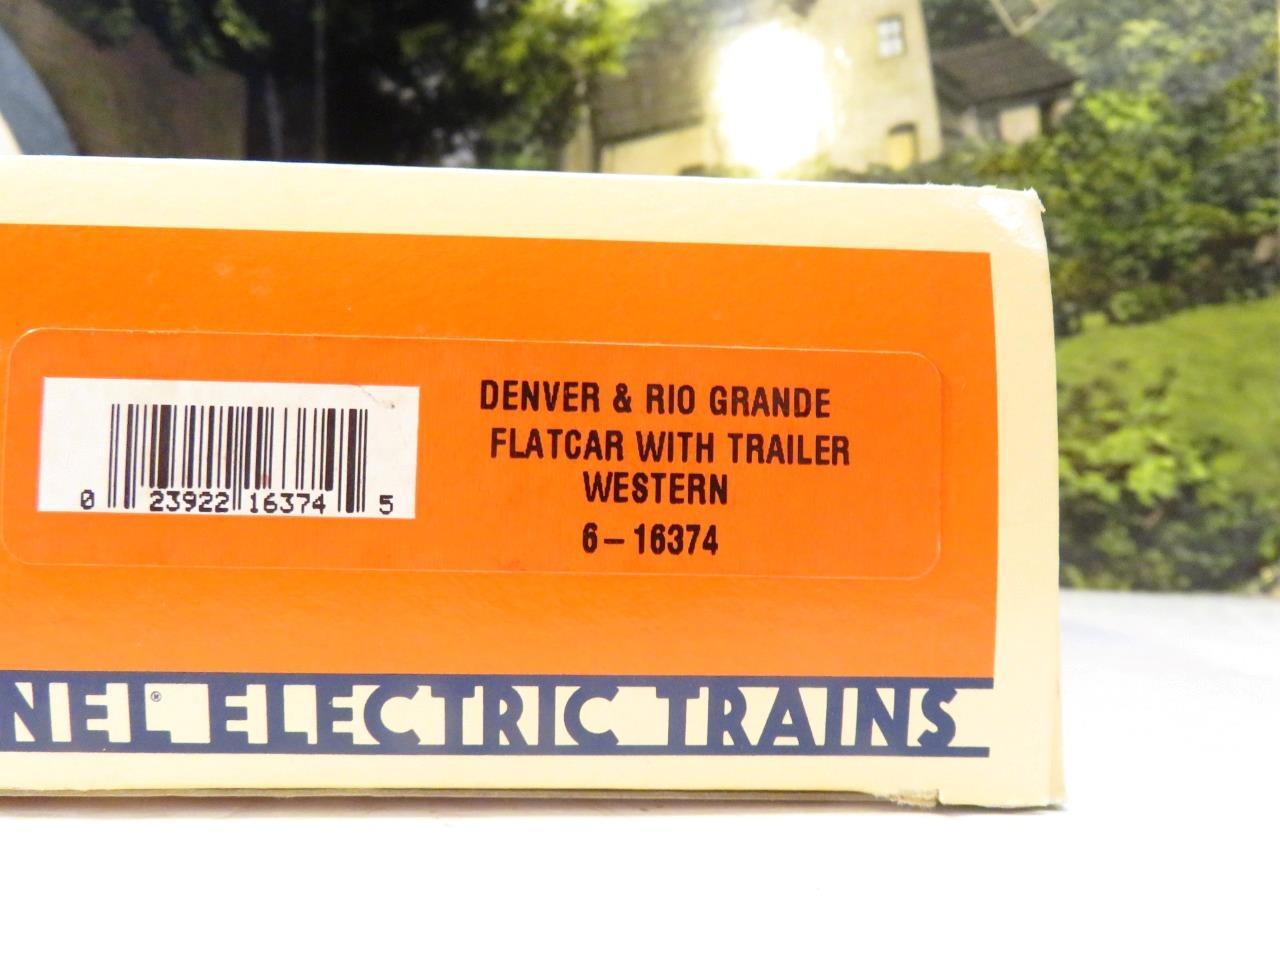 DENVER & RIO GRANDE
FLATCAR WITH TRAILER
WESTERN
6-16374
0 23922 16374 5
NEL® ELECTRIC TRAINS